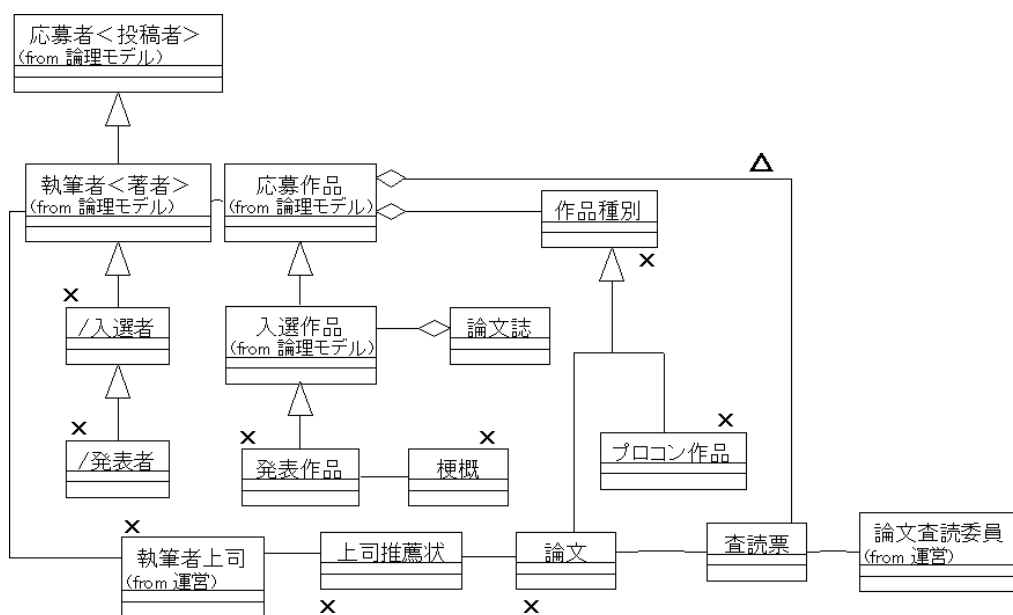 応募者＜投稿者＞
(from 論理モデル)
△
執筆者＜著者＞
(from 論理モデル)
応募作品
(from 論理モデル)
作品種別
×
×
/入選者
入選作品
(from 論理モデル)
論文誌
×
/発表者
×
発表作品
×
梗概
×
プロコン作品
×
執筆者上司
(from 運営)
上司推薦状
×
論文
×
査読票
論文査読委員
(from 運営)